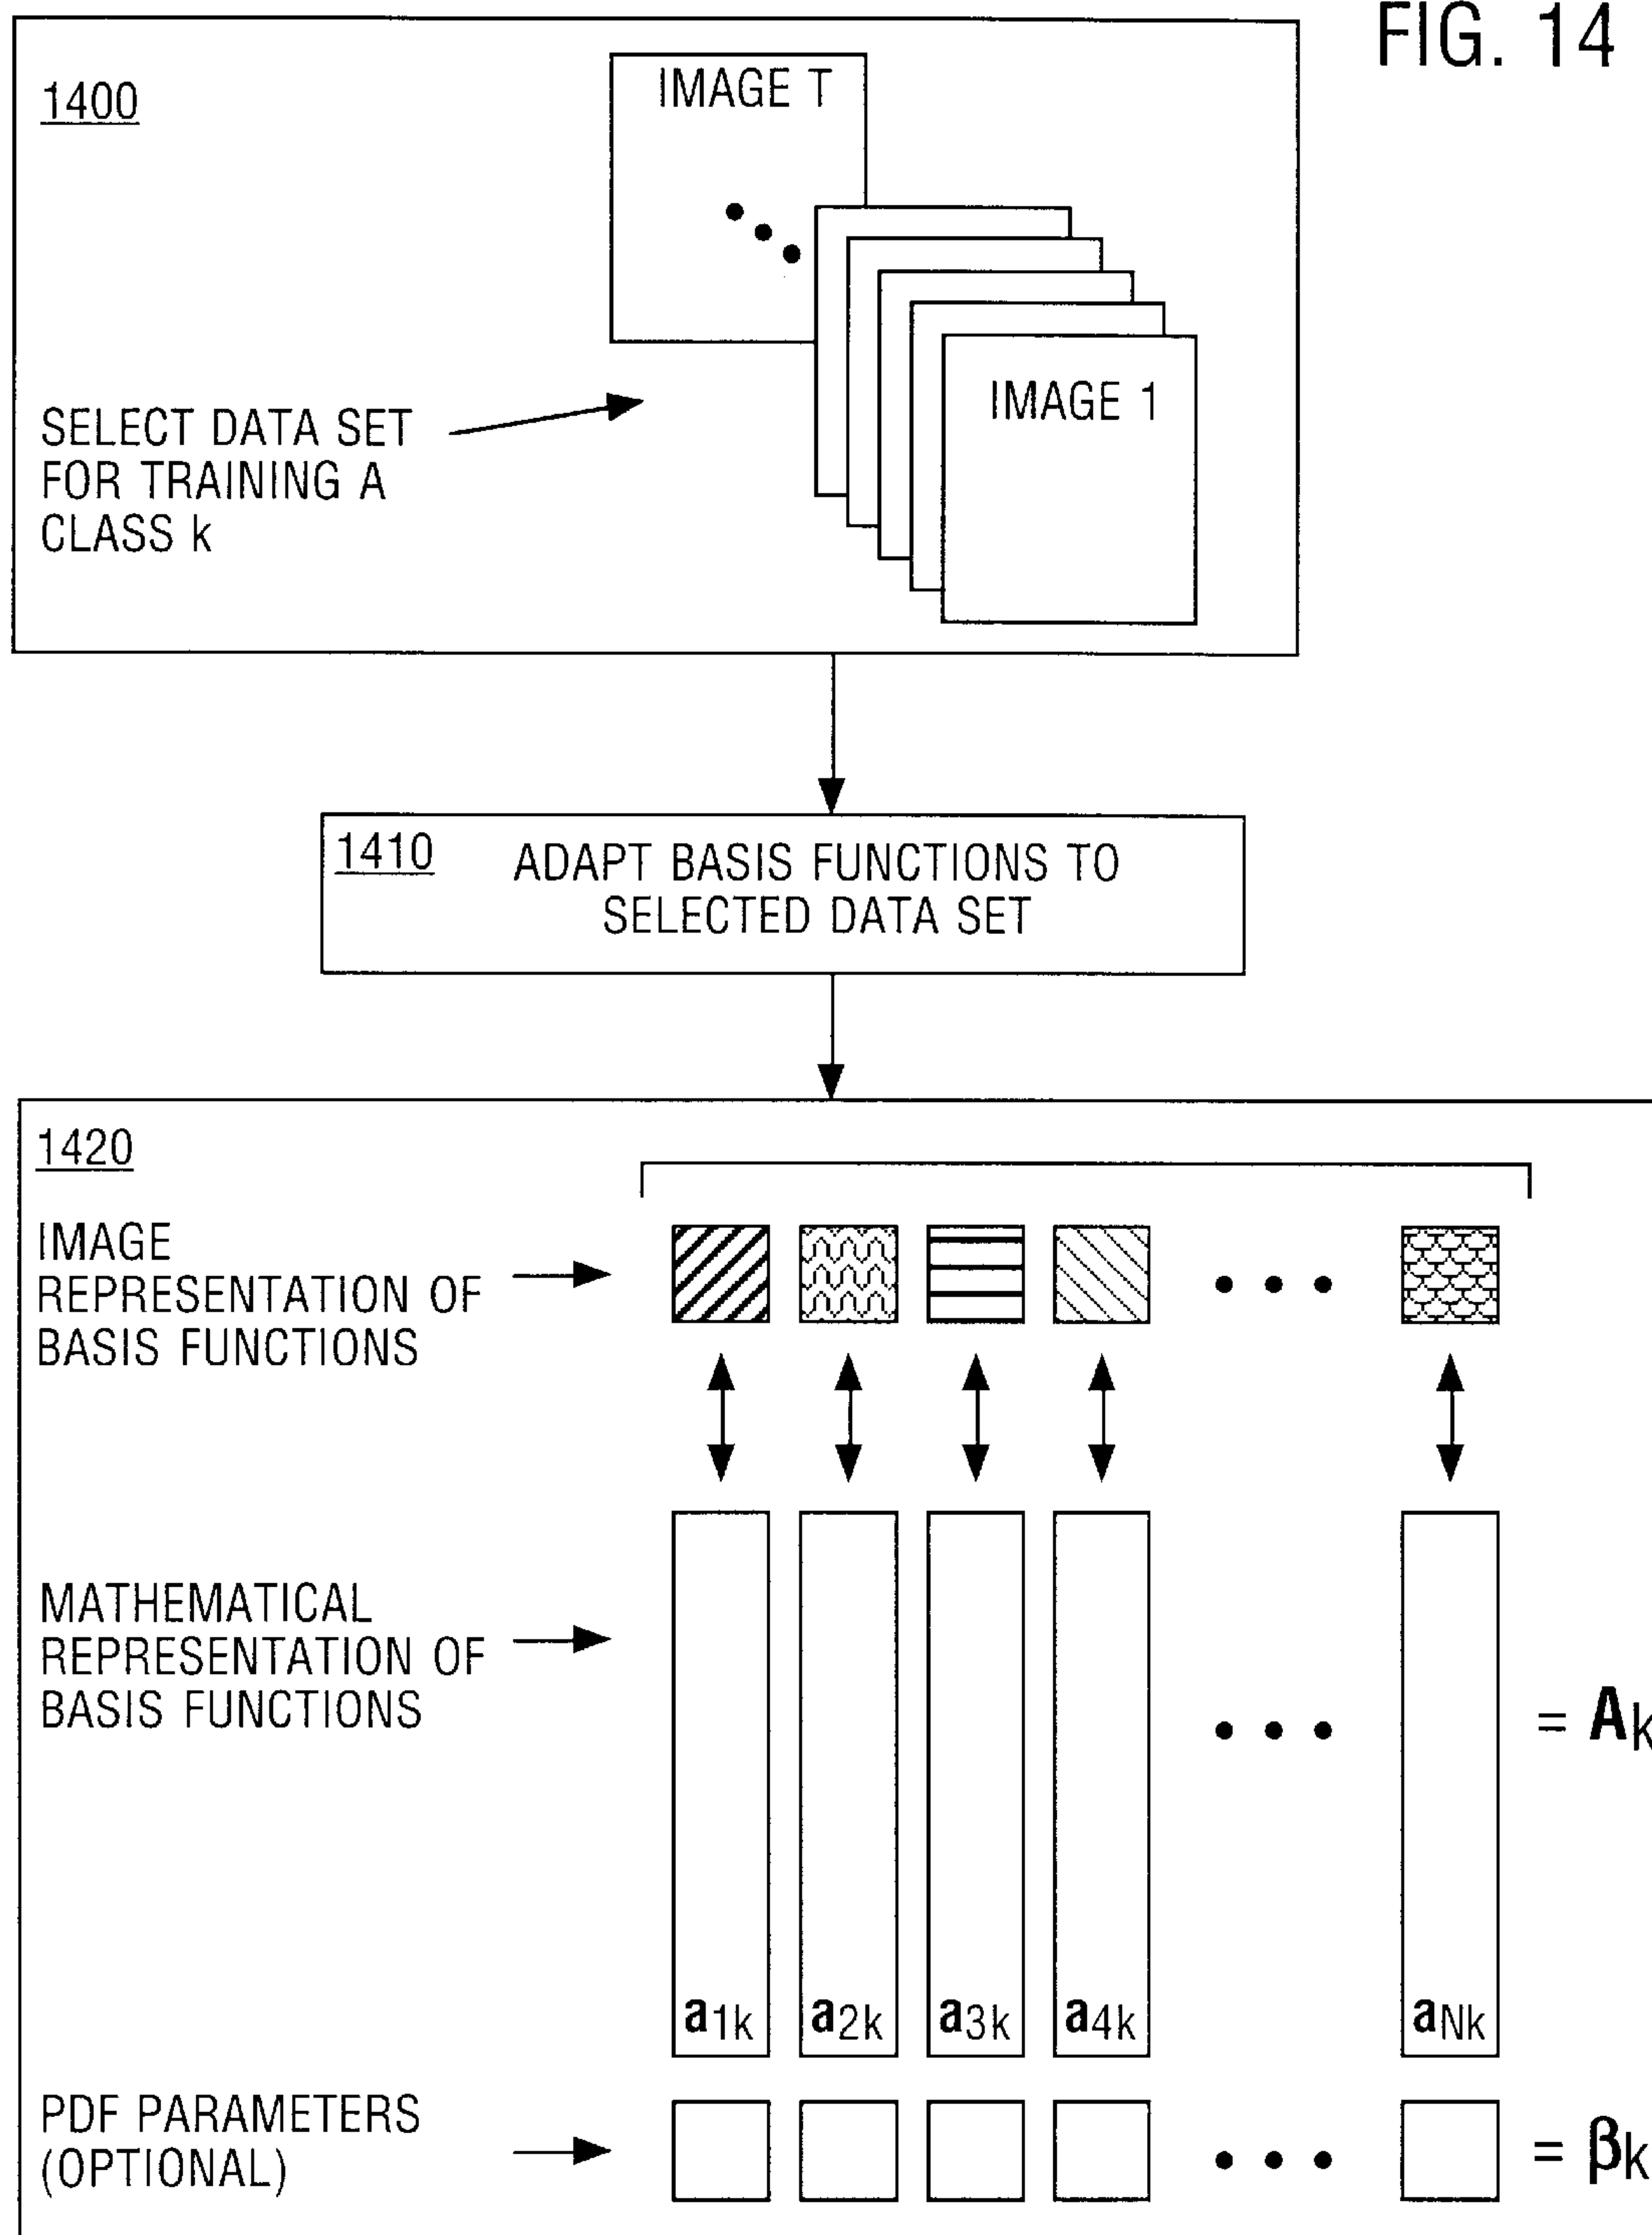 FIG. 14
1400
IMAGE T
IMAGE 1
SELECT DATA SET
FOR TRAINING A
CLASS k
1410
ADAPT BASIS FUNCTIONS TO
SELECTED DATA SET
1420
IMAGE
REPRESENTATION OF
BASIS FUNCTIONS
MATHEMATICAL
REPRESENTATION OF
BASIS FUNCTIONS
= Ak
a1k a2k a3k a4k aNk
PDF PARAMETERS
(OPTIONAL)
= βk